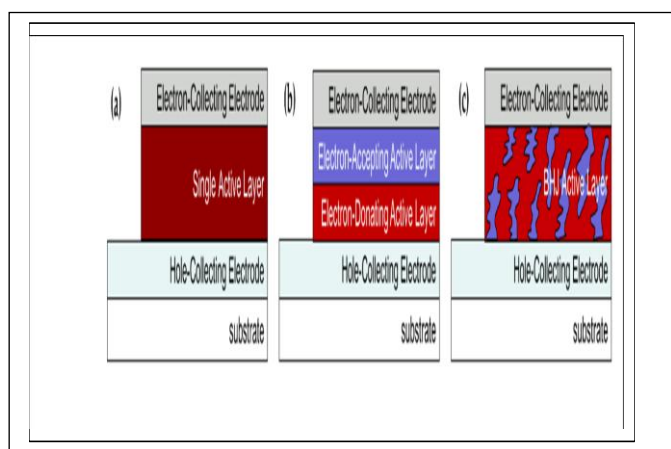 (a)
Electron-Collecting Electrode
Single Active Layer
Hole-Collecting Electrode
substrate
(b)
Electron-Collecting Electrode
Electron-Accepting Active Layer
Electron-Donating Active Layer
Hole-Collecting Electrode
substrate
(c)
Electron-Collecting Electrode
BHJ Active Layer
Hole-Collecting Electrode
substrate